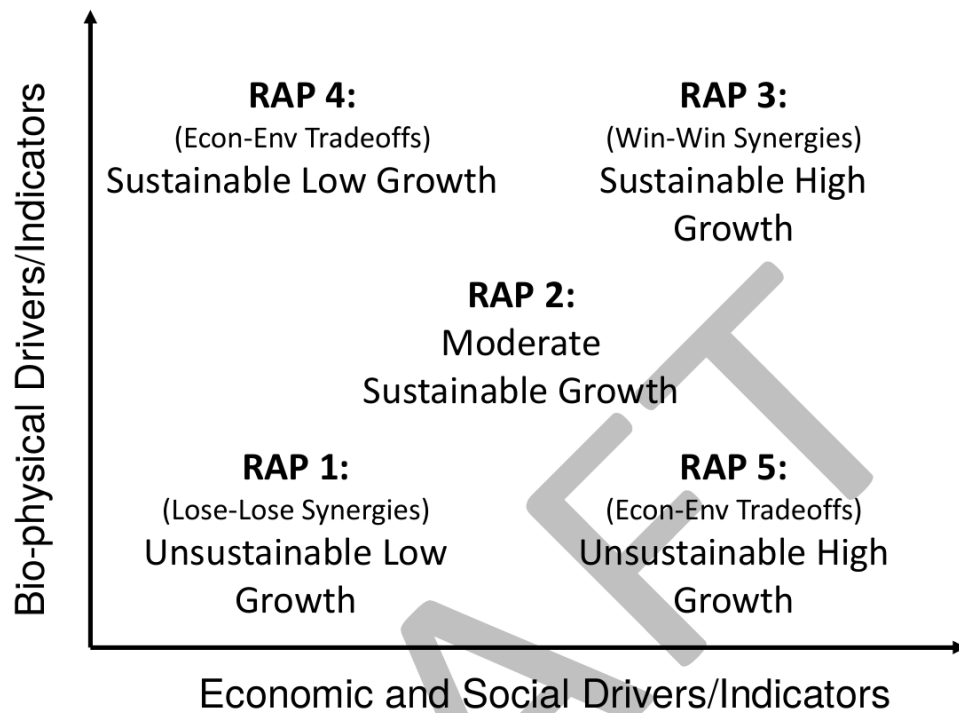 Bio-physical Drivers/Indicators
RAP 4:
(Econ-Env Tradeoffs)
Sustainable Low Growth
RAP 3:
(Win-Win Synergies)
Sustainable High
Growth
RAP 2:
Moderate
Sustainable Growth
RAP 1:
(Lose-Lose Synergies)
Unsustainable Low
Growth
RAP 5:
(Econ-Env Tradeoffs)
Unsustainable High
Growth
Economic and Social Drivers/Indicators
AFT